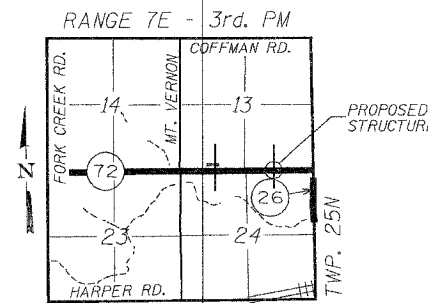 RANGE 7E - 3rd. PM
COFFMAN RD.
FORK CREEK RD.
MT. VERNON
14
13
PROPOSED
STRUCTUR
N
72
26
23
24
TWP. 25N
HARPER RD.